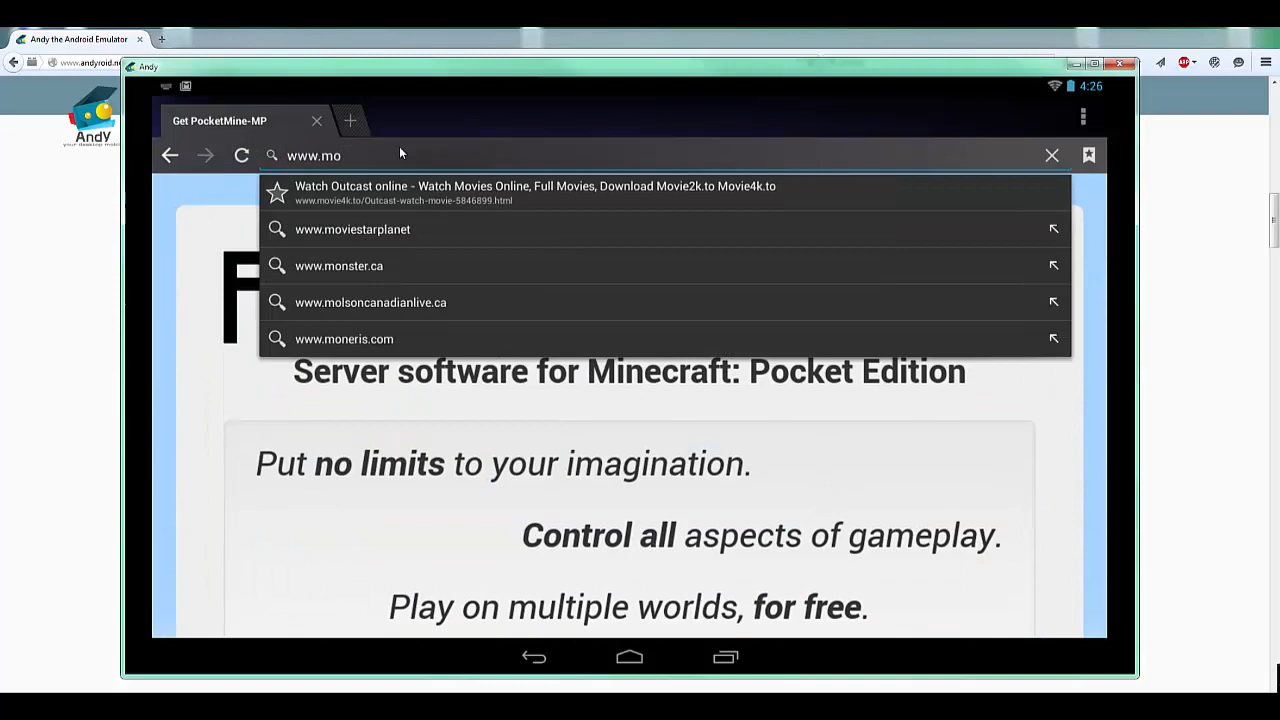 Andy the Android Emulator
www.andyroid.n
Andy
4:26
Get PocketMine-MP
www.mo
Watch Outcast online - Watch Movies Online, Full Movies, Download Movie2k.to Movie4k.to
www.movie4k.to/Outcast-watch-movie-5846899.html
www.moviestarplanet
www.monster.ca
www.molsoncanadianlive.ca
www.moneris.com
Server software for Minecraft: Pocket Edition
Put no limits to your imagination.
Control all aspects of gameplay.
Play on multiple worlds, for free.
AndY
ABP